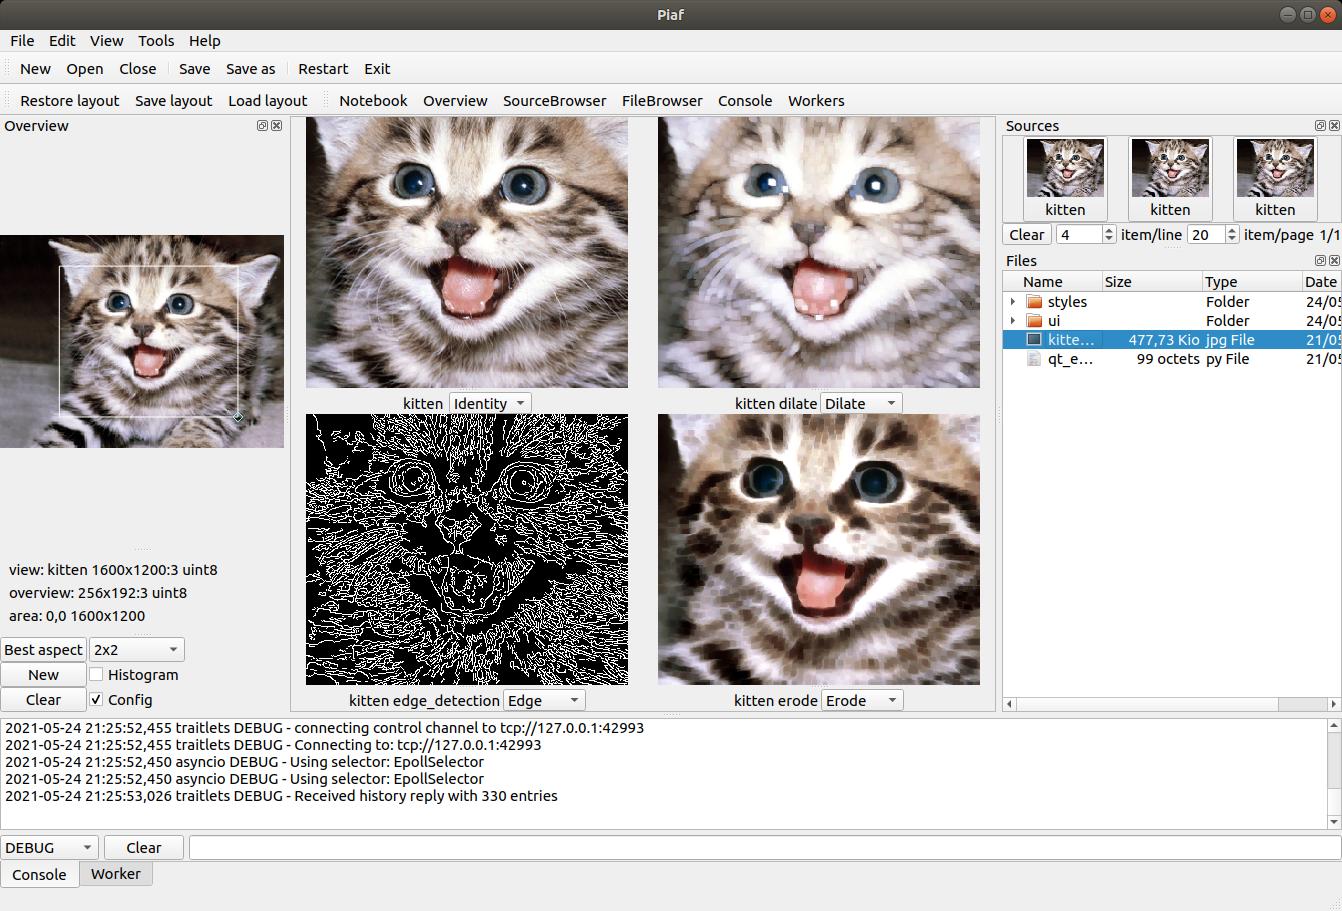 Piaf
File Edit View Tools Help
New Open Close Save Save as Restart Exit
Restore layout Save layout Load layout Notebook Overview SourceBrowser FileBrowser Console Workers
Overview
view: kitten 1600x1200:3 uint8
overview: 256x192:3 uint8
area: 0,0 1600x1200
Best aspect 2x2
New Histogram
Clear Config
kitten Identity
kitten dilate Dilate
kitten edge_detection Edge
kitten erode Erode
Sources
kitten kitten kitten
Clear 4 item/line 20 item/page 1/1
Files
Name Size Type Date
styles Folder 24/05
ui Folder 24/05
kitte... 477,73 Kio jpg File 21/05
qt_e... 99 octets py File 21/05
2021-05-24 21:25:52,455 traitlets DEBUG - connecting control channel to tcp://127.0.0.1:42993
2021-05-24 21:25:52,455 traitlets DEBUG - Connecting to: tcp://127.0.0.1:42993
2021-05-24 21:25:52,450 asyncio DEBUG - Using selector: EpollSelector
2021-05-24 21:25:52,450 asyncio DEBUG - Using selector: EpollSelector
2021-05-24 21:25:53,026 traitlets DEBUG - Received history reply with 330 entries
DEBUG Clear
Console Worker